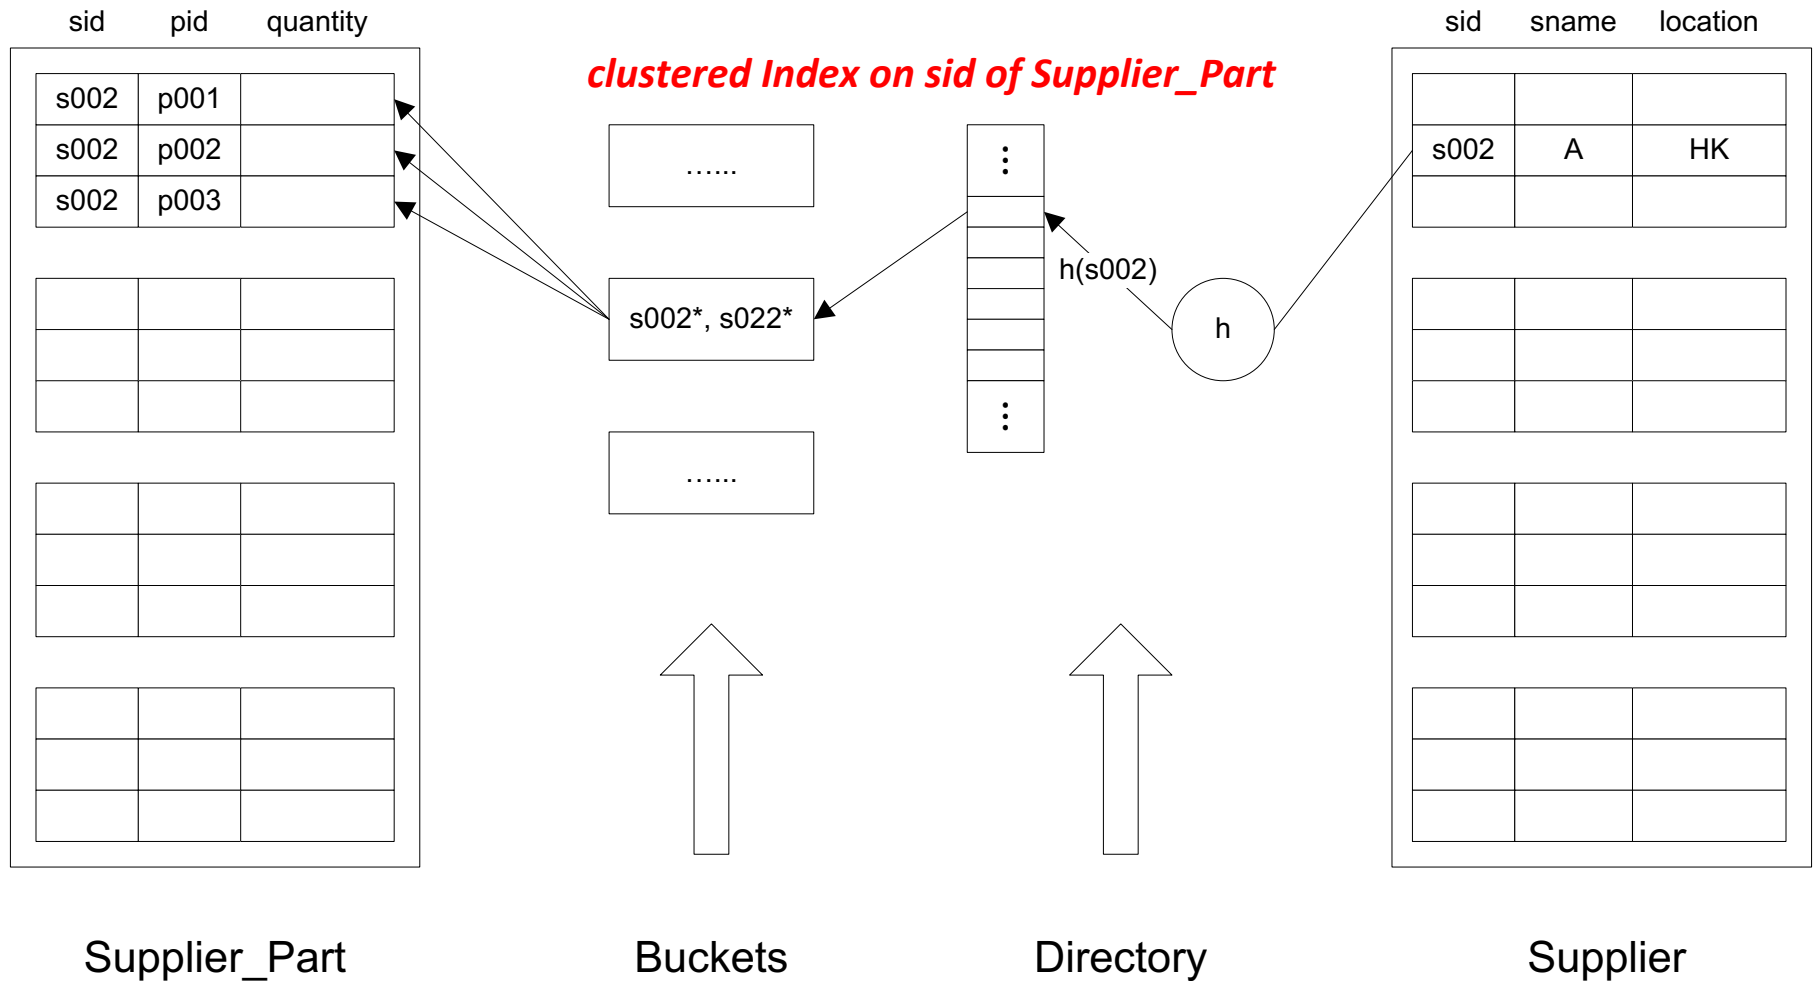 sid pid quantity
sid sname location
clustered Index on sid of Supplier_Part
s002 p001
s002 p002
s002 p003
......
s002*, s022*
......
⋮
⋮
h(s002)
h
s002 A HK
Supplier_Part
Buckets
Directory
Supplier